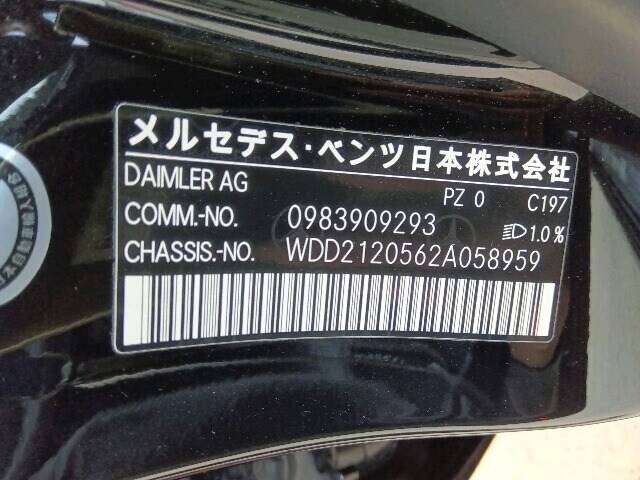 メルセデス・ベンツ日本株式会社
DAIMLER AG
PZ 0 C197
COMM.-NO. 0983909293 1.0%
CHASSIS.-NO. WDD2120562A058959